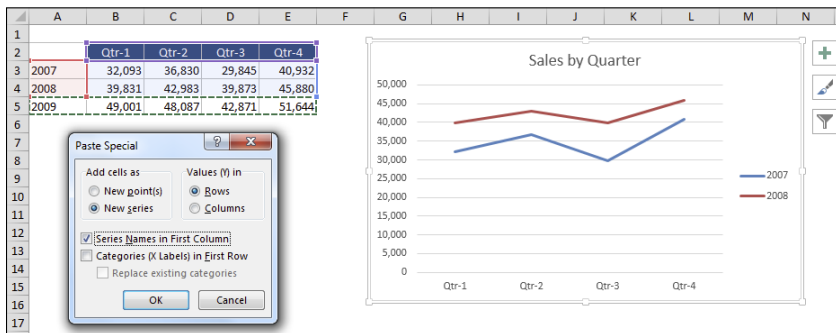 A B C D E F G H I J K L M N
1
2 Qtr-1 Qtr-2 Qtr-3 Qtr-4
3 2007 32,093 36,830 29,845 40,932
4 2008 39,831 42,983 39,873 45,880
5 2009 49,001 48,087 42,871 51,644
6
7
8
9
10
11
12
13
14
15
16
17
Paste Special
Add cells as Values (Y) in
New point(s) Rows
New series Columns
Series Names in First Column
Categories (X Labels) in First Row
Replace existing categories
OK Cancel
Sales by Quarter
50,000
45,000
40,000
35,000
30,000
25,000
20,000
15,000
10,000
5,000
0
Qtr-1 Qtr-2 Qtr-3 Qtr-4
2007
2008